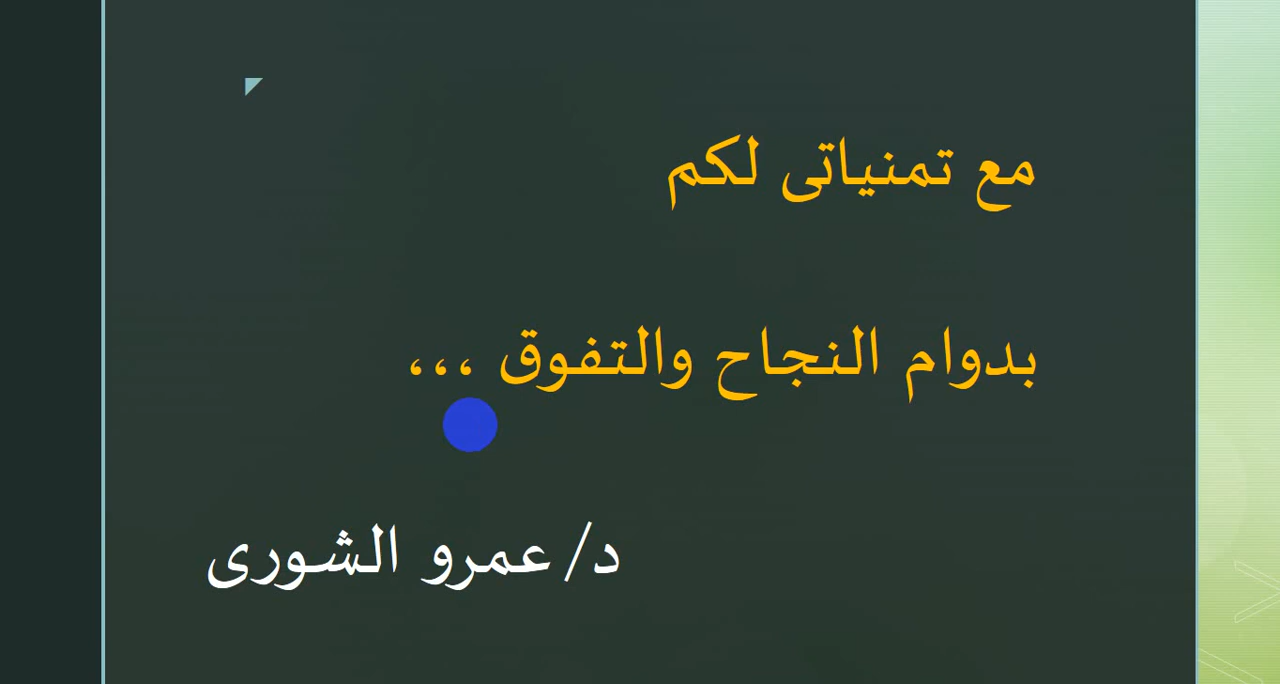 مع تمنياتى لكم
بدوام النجاح والتفوق ،،،
د/ عمرو الشورى